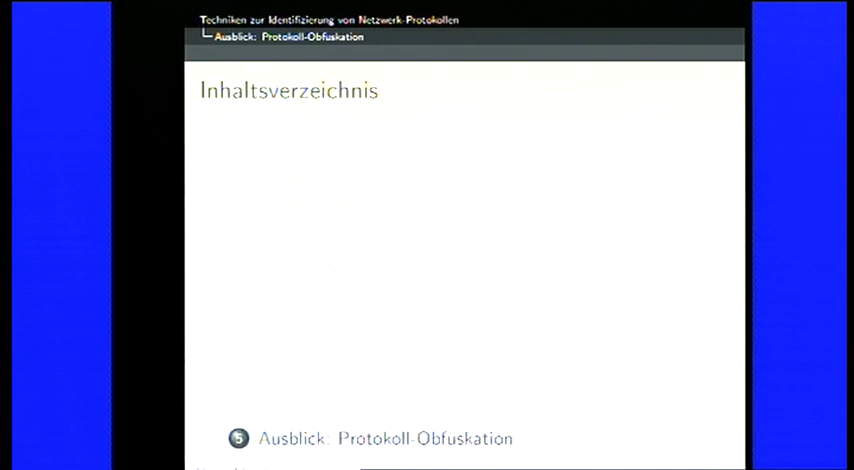 Techniken zur Identifizierung von Netzwerk-Protokollen
Ausblick: Protokoll-Obfuskation
Inhaltsverzeichnis
5 Ausblick: Protokoll-Obfuskation